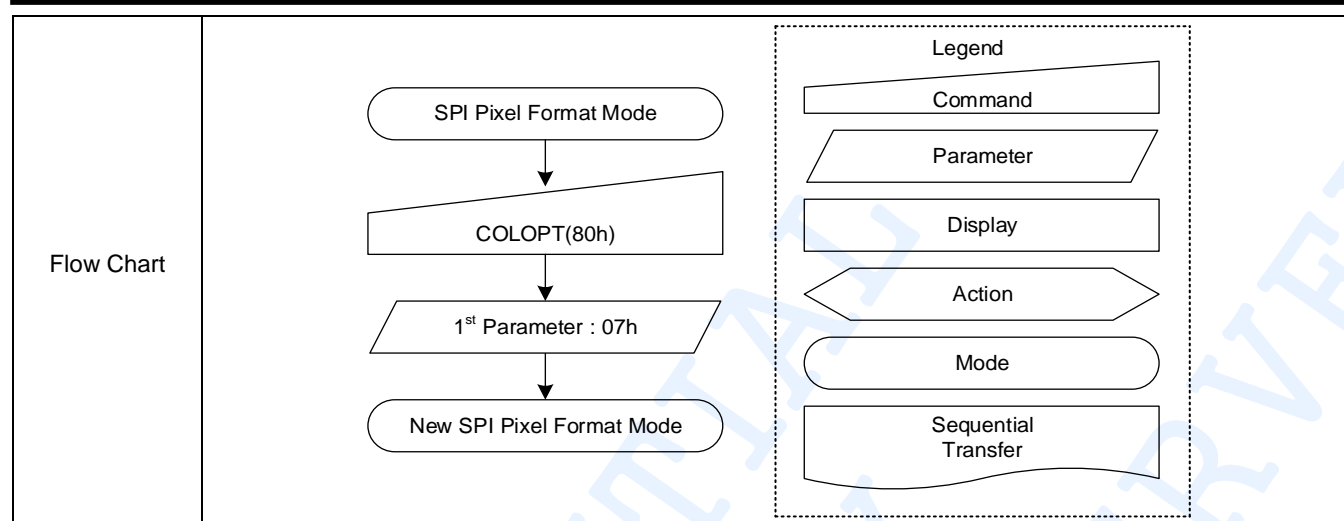 Flow Chart
SPI Pixel Format Mode
COLOPT(80h)
1st Parameter : 07h
New SPI Pixel Format Mode
Legend
Command
Parameter
Display
Action
Mode
Sequential
Transfer